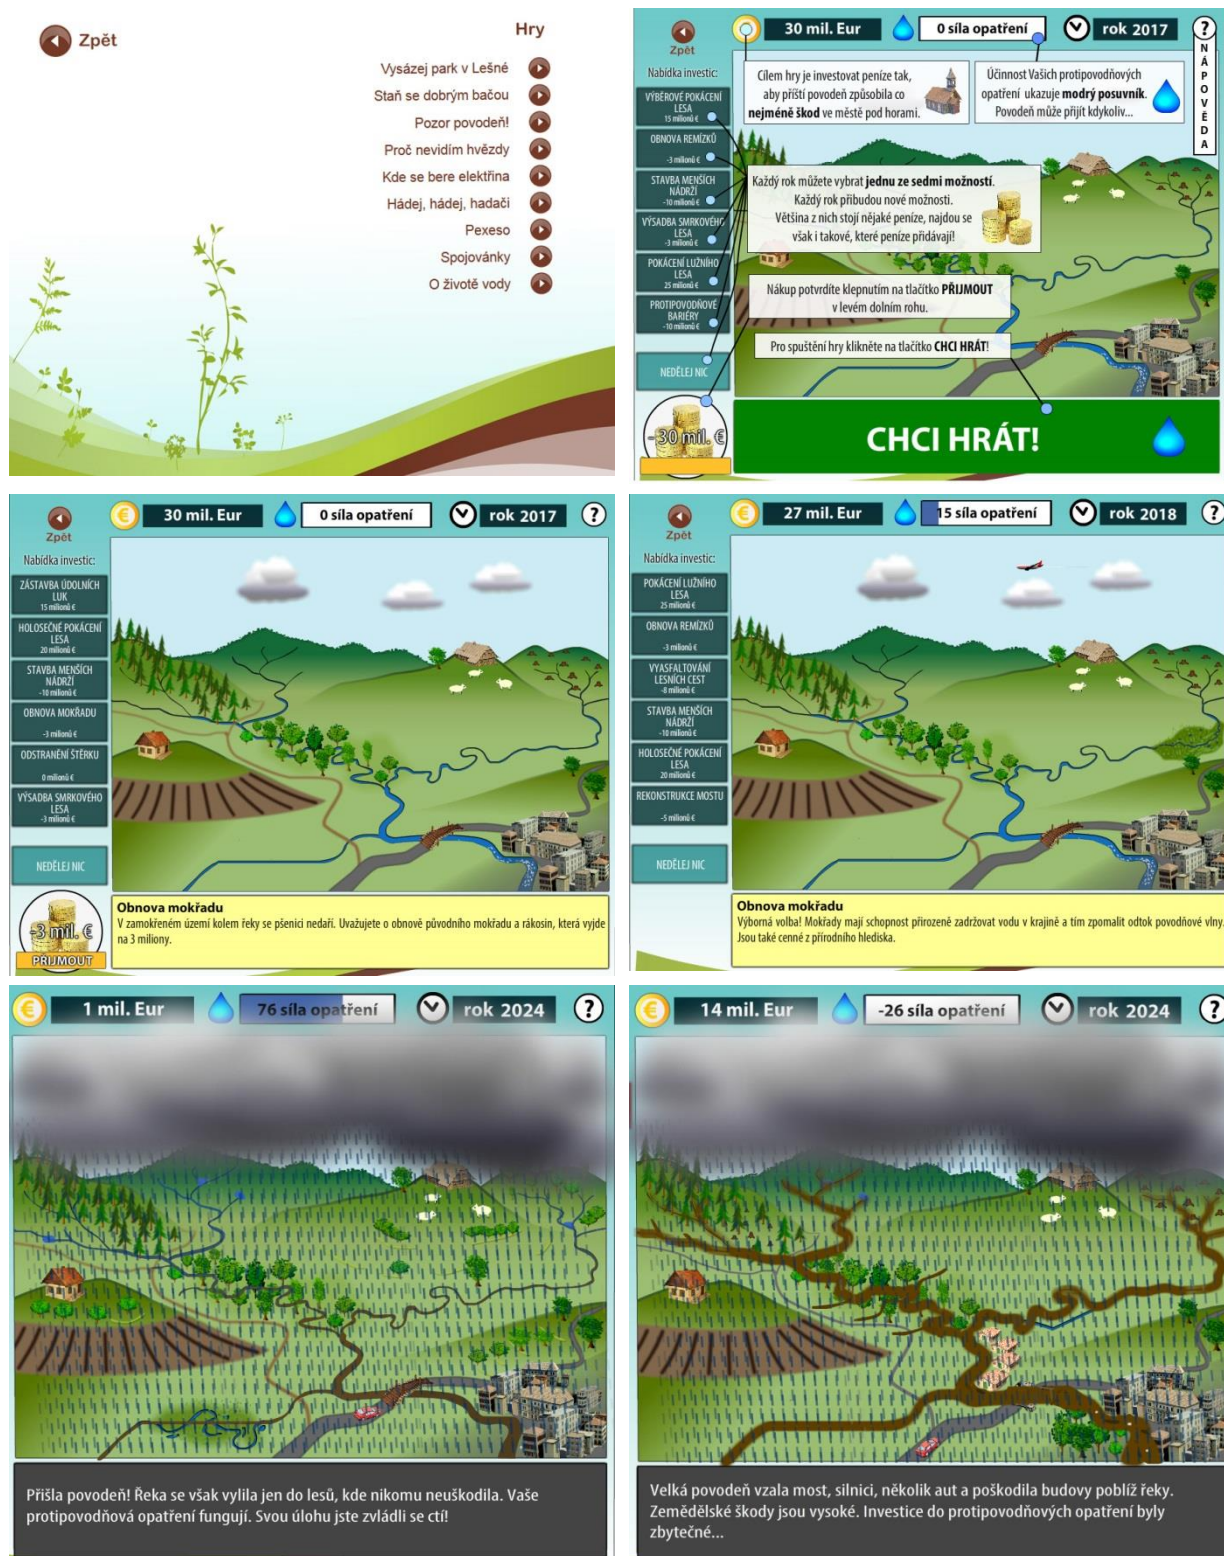 Zpět
Hry
Vysázej park v Lešné
Staň se dobrým bačou
Pozor povodeň!
Proč nevidím hvězdy
Kde se bere elektřina
Hádej, hádej, hadači
Pexeso
Spojovánky
O životě vody
Zpět
30 mil. Eur
0 síla opatření
rok 2017
?
NÁPOVĚDA
Nabídka investic:
VÝBĚROVÉ POKÁCENÍ
LESA
15 milionů €
OBNOVA REMÍZKŮ
-3 milionů €
STAVBA MENŠÍCH
NÁDRŽÍ
-10 milionů €
VÝSADBA SMRKOVÉHO
LESA
-3 milionů €
POKÁCENÍ LUŽNÍHO
LESA
25 milionů €
PROTIPOVODŇOVÉ
BARIÉRY
-10 milionů €
NEDĚLEJ NIC
- 30 mil. €
Cílem hry je investovat peníze tak,
aby příští povodeň způsobila co
nejméně škod ve městě pod horami.
Účinnost Vašich protipovodňových
opatření ukazuje modrý posuvník.
Povodeň může přijít kdykoliv...
Každý rok můžete vybrat jednu ze sedmi možností.
Každý rok přibudou nové možnosti.
Většina z nich stojí nějaké peníze, najdou se
však i takové, které peníze přidávají!
Nákup potvrdíte klepnutím na tlačítko PŘIJMOUT
v levém dolním rohu.
Pro spuštění hry klikněte na tlačítko CHCI HRÁT!
CHCI HRÁT!
Zpět
€
30 mil. Eur
0 síla opatření
rok 2017
?
Nabídka investic:
ZÁSTAVBA ÚDOLNÍCH
LUK
15 milionů €
HOLOSEČNÉ POKÁCENÍ
LESA
20 milionů €
STAVBA MENŠÍCH
NÁDRŽÍ
-10 milionů €
OBNOVA MOKŘADU
-3 milionů €
ODSTRANĚNÍ ŠTĚRKU
0 milionů €
VÝSADBA SMRKOVÉHO
LESA
-3 milionů €
NEDĚLEJ NIC
-3 mil. €
PŘIJMOUT
Obnova mokřadu
V zamokřeném území kolem řeky se pšenici nedaří. Uvažujete o obnově původního mokřadu a rákosin, která vyjde
na 3 miliony.
Zpět
€
27 mil. Eur
15 síla opatření
rok 2018
?
Nabídka investic:
POKÁCENÍ LUŽNÍHO
LESA
25 milionů €
OBNOVA REMÍZKŮ
-3 milionů €
VYASFALTOVÁNÍ
LESNÍCH CEST
-8 milionů €
STAVBA MENŠÍCH
NÁDRŽÍ
-10 milionů €
HOLOSEČNÉ POKÁCENÍ
LESA
20 milionů €
REKONSTRUKCE MOSTU
-5 milionů €
NEDĚLEJ NIC
Obnova mokřadu
Výborná volba! Mokřady mají schopnost přirozeně zadržovat vodu v krajině a tím zpomalit odtok povodňové vlny.
Jsou také cenné z přírodního hlediska.
€
1 mil. Eur
76 síla opatření
rok 2024
?
Přišla povodeň! Řeka se však vylila jen do lesů, kde nikomu neuškodila. Vaše
protipovodňová opatření fungují. Svou úlohu jste zvládli se ctí!
€
14 mil. Eur
-26 síla opatření
rok 2024
?
Velká povodeň vzala most, silnici, několik aut a poškodila budovy poblíž řeky.
Zemědělské škody jsou vysoké. Investice do protipovodňových opatření byly
zbytečné...